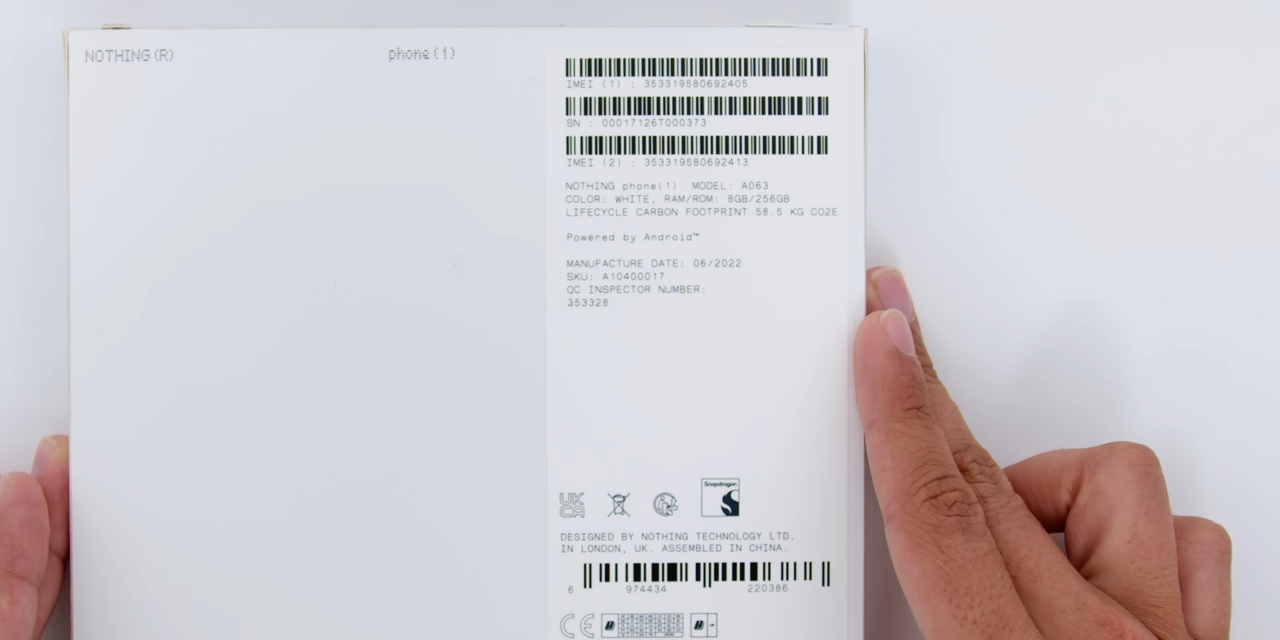 NOTHING(R)
phone(1)
IMEI (1) : 353319580692405
SN : 00017126T000373
IMEI (2) : 353319580692413
NOTHING phone(1) MODEL: A063
COLOR: WHITE, RAM/ROM: 8GB/256GB
LIFECYCLE CARBON FOOTPRINT 58.5 KG CO2E
Powered by Android™
MANUFACTURE DATE: 06/2022
SKU: A10400017
QC INSPECTOR NUMBER:
353328
UK
CA
Snapdragon
DESIGNED BY NOTHING TECHNOLOGY LTD.
IN LONDON, UK. ASSEMBLED IN CHINA.
6 974434 220386
CE